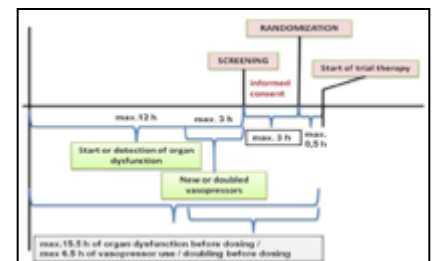 RANDOMIZATION
SCREENING
Start of trial therapy
informed
consent
max.12 h
max. 3 h
max. 3 h
max.
0,5 h
Start or detection of organ
dysfunction
New or doubled
vasopressors
max.15.5 h of organ dysfunction before dosing /
max 6.5 h of vasopressor use / doubling before dosing